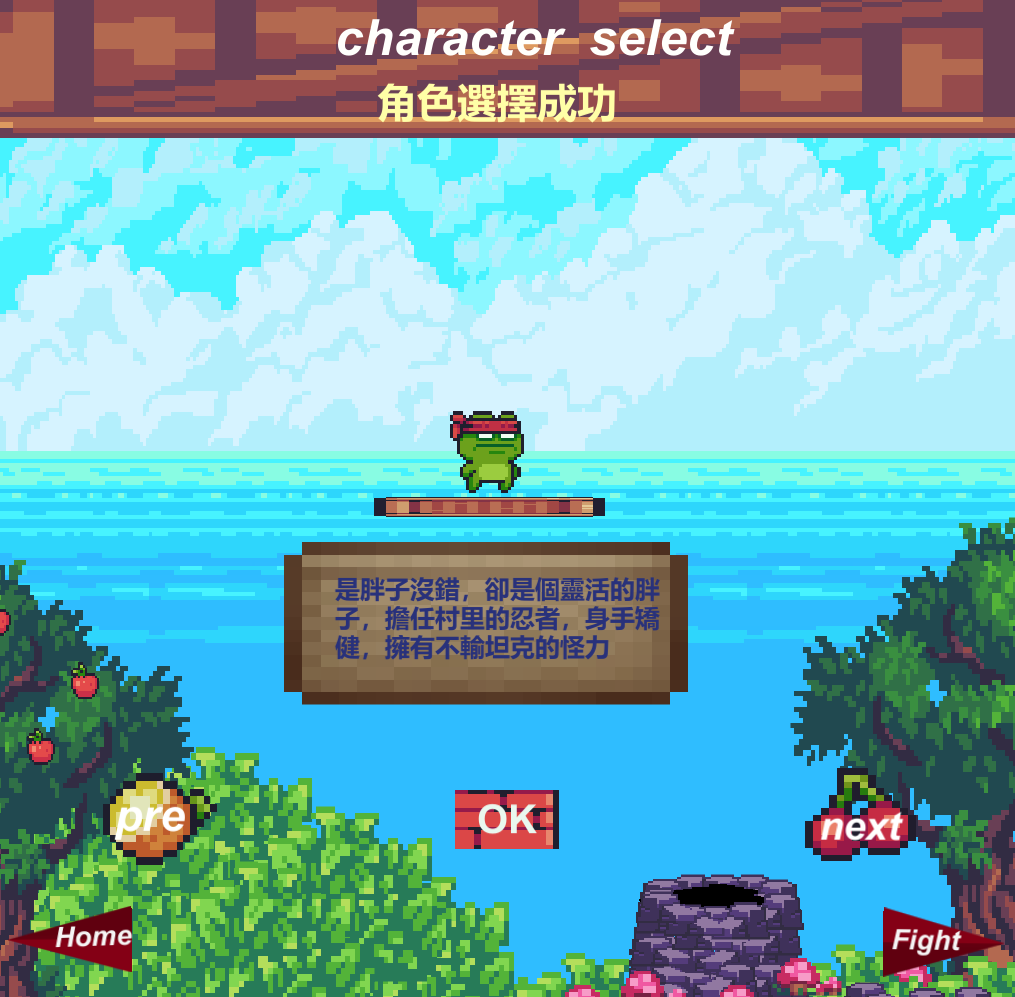 character select
角色選擇成功
是胖子沒錯，卻是個靈活的胖
子，擔任村里的忍者，身手矯
健，擁有不輸坦克的怪力
pre
OK
next
Home
Fight